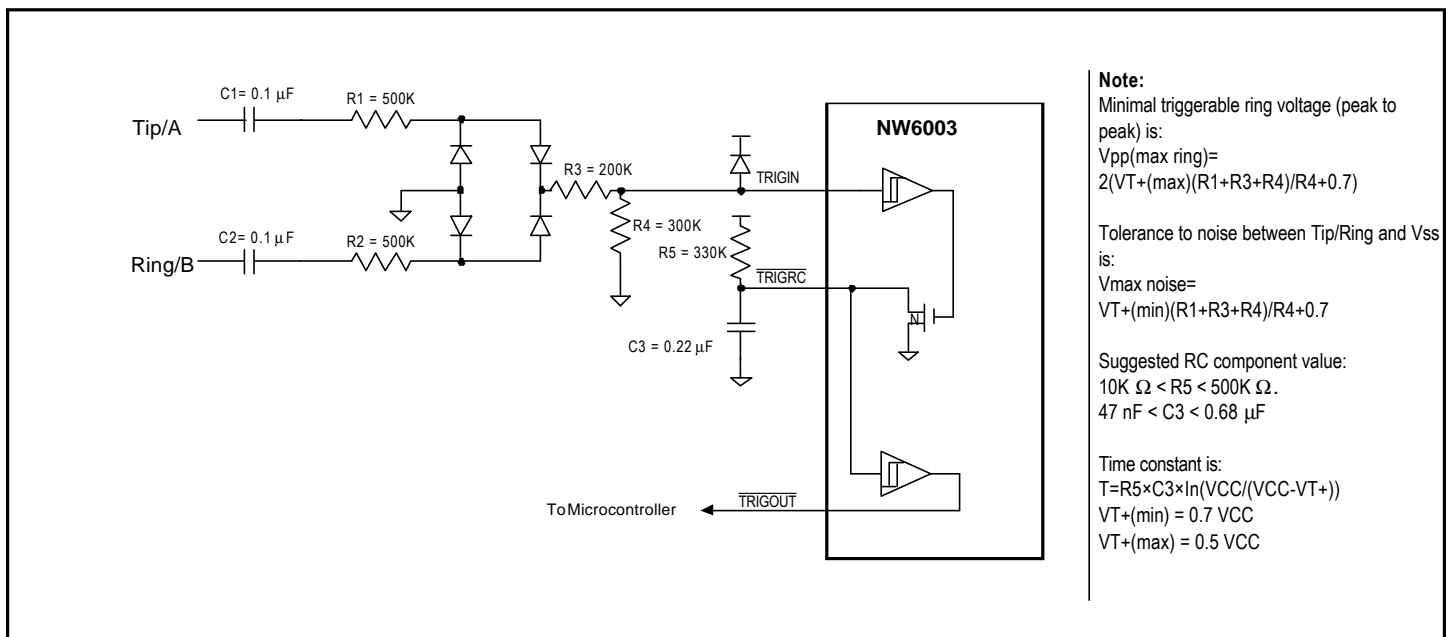 C1= 0.1 μF
R1 = 500K
Tip/A
C2= 0.1 μF
R2 = 500K
Ring/B
R3 = 200K
R4 = 300K
TRIGIN
R5 = 330K
TRIGRC
C3 = 0.22 μF
NW6003
N
To Microcontroller
TRIGOUT
Note:
Minimal triggerable ring voltage (peak to
peak) is:
Vpp(max ring)=
2(VT+(max)(R1+R3+R4)/R4+0.7)
Tolerance to noise between Tip/Ring and Vss
is:
Vmax noise=
VT+(min)(R1+R3+R4)/R4+0.7
Suggested RC component value:
10K Ω < R5 < 500K Ω.
47 nF < C3 < 0.68 μF
Time constant is:
T=R5×C3×ln(VCC/(VCC-VT+))
VT+(min) = 0.7 VCC
VT+(max) = 0.5 VCC